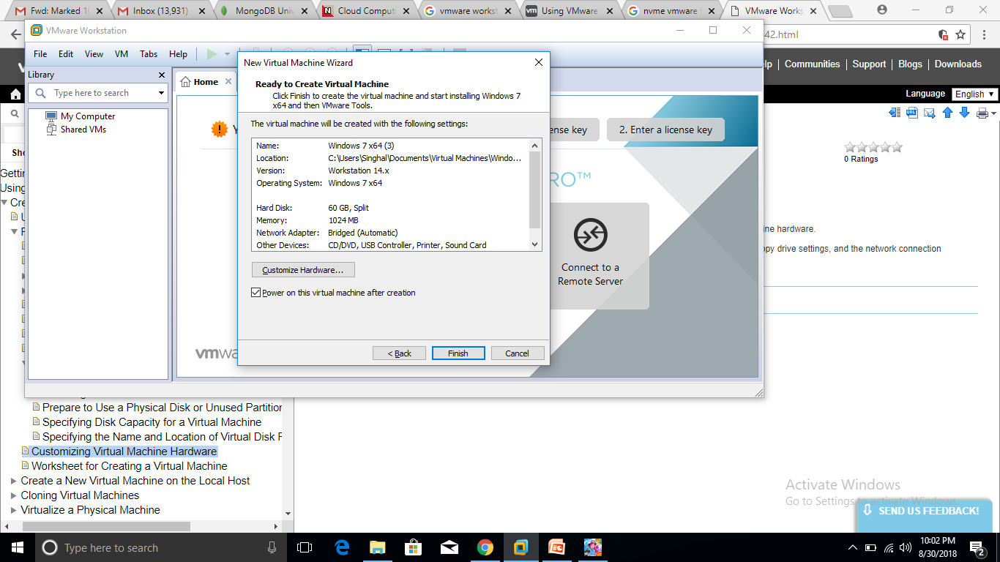 Fwd: Marked 10
Inbox (13,931)
MongoDB Univ
Cloud Computi
vmware workst
Using VMware
nvme vmware f
VMware Works
42.html
VMware Workstation
File Edit View VM Tabs Help
Communities Support Blogs Downloads
Language English
Library
Type here to search
My Computer
Shared VMs
Home
New Virtual Machine Wizard
Ready to Create Virtual Machine
Click Finish to create the virtual machine and start installing Windows 7
x64 and then VMware Tools.
The virtual machine will be created with the following settings:
Name: Windows 7 x64 (3)
Location: C:\Users\Singhal\Documents\Virtual Machines\Windo...
Version: Workstation 14.x
Operating System: Windows 7 x64
Hard Disk: 60 GB, Split
Memory: 1024 MB
Network Adapter: Bridged (Automatic)
Other Devices: CD/DVD, USB Controller, Printer, Sound Card
Customize Hardware...
Power on this virtual machine after creation
< Back Finish Cancel
ense key
2. Enter a license key
RO™
Connect to a
Remote Server
vmwa
0 Ratings
ne hardware.
opy drive settings, and the network connection
Getting
Using
Cre
Prepare to Use a Physical Disk or Unused Partition
Specifying Disk Capacity for a Virtual Machine
Specifying the Name and Location of Virtual Disk F
Customizing Virtual Machine Hardware
Worksheet for Creating a Virtual Machine
Create a New Virtual Machine on the Local Host
Cloning Virtual Machines
Virtualize a Physical Machine
Activate Windows
Go to Settings to activate Windows.
SEND US FEEDBACK!
Type here to search
10:02 PM
8/30/2018
2